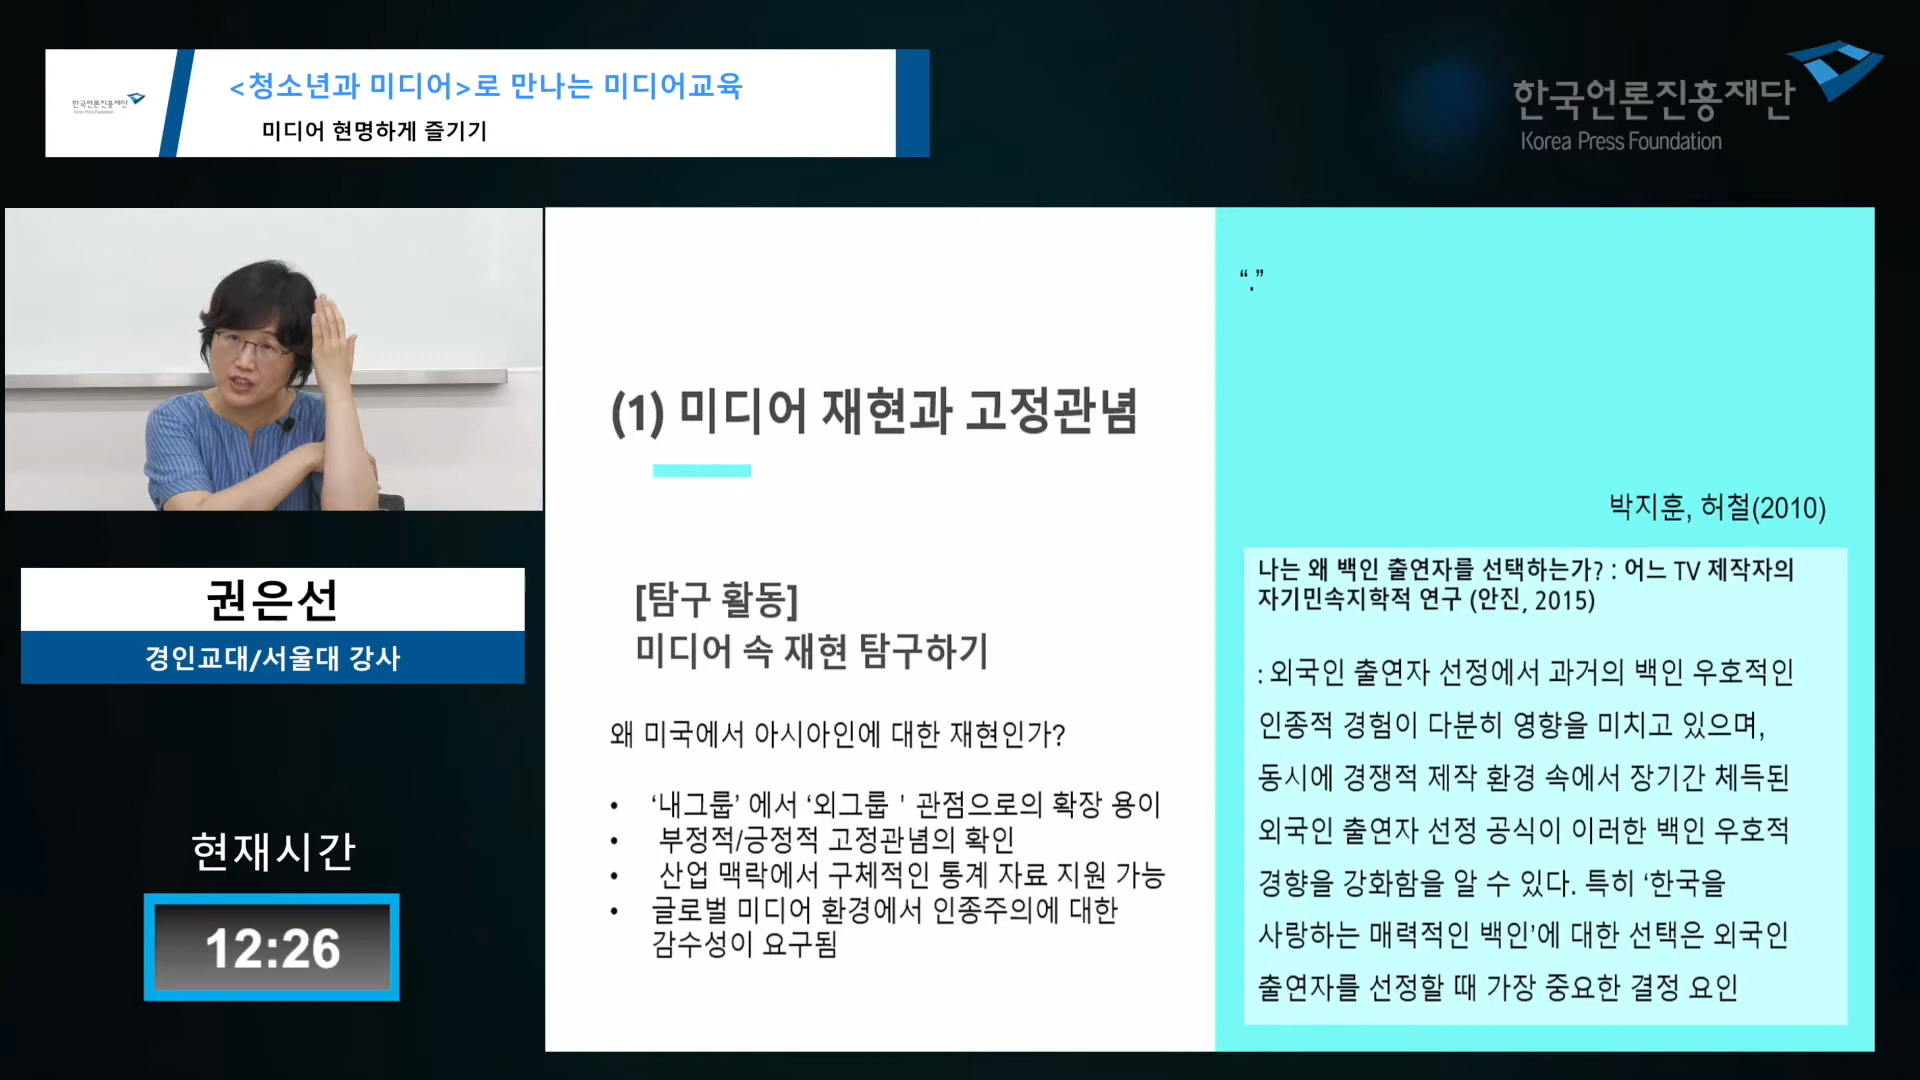 한국언론진흥재단
Korea Press Foundation
<청소년과 미디어>로 만나는 미디어교육
미디어 현명하게 즐기기
한국언론진흥재단
Korea Press Foundation
권은선
경인교대/서울대 강사
현재시간
12:26
(1) 미디어 재현과 고정관념
[탐구 활동]
미디어 속 재현 탐구하기
왜 미국에서 아시아인에 대한 재현인가?
• ‘내그룹’ 에서 ‘외그룹 ' 관점으로의 확장 용이
• 부정적/긍정적 고정관념의 확인
• 산업 맥락에서 구체적인 통계 자료 지원 가능
• 글로벌 미디어 환경에서 인종주의에 대한
감수성이 요구됨
“.”
박지훈, 허철(2010)
나는 왜 백인 출연자를 선택하는가? : 어느 TV 제작자의
자기민속지학적 연구 (안진, 2015)
: 외국인 출연자 선정에서 과거의 백인 우호적인
인종적 경험이 다분히 영향을 미치고 있으며,
동시에 경쟁적 제작 환경 속에서 장기간 체득된
외국인 출연자 선정 공식이 이러한 백인 우호적
경향을 강화함을 알 수 있다. 특히 ‘한국을
사랑하는 매력적인 백인’에 대한 선택은 외국인
출연자를 선정할 때 가장 중요한 결정 요인